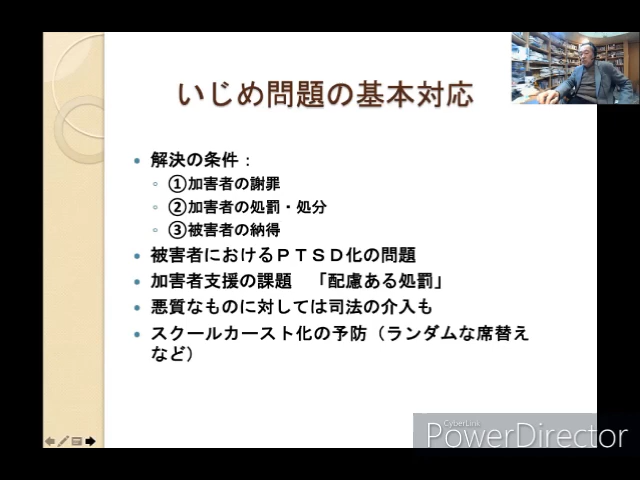 いじめ問題の基本対応
解決の条件：
①加害者の謝罪
②加害者の処罰・処分
③被害者の納得
被害者におけるＰＴＳＤ化の問題
加害者支援の課題　「配慮ある処罰」
悪質なものに対しては司法の介入も
スクールカースト化の予防（ランダムな席替え
など）
CyberLink
PowerDirector